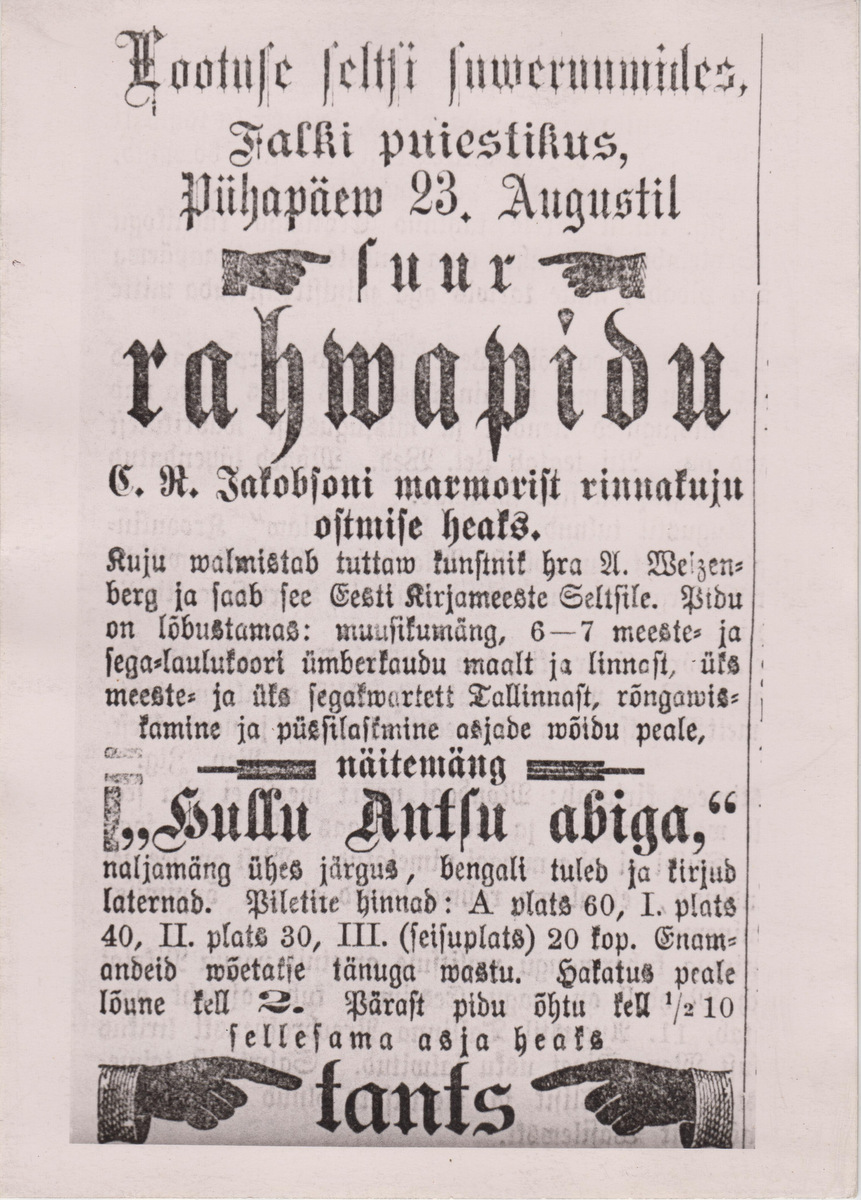 Lootuse seltsi suweruumides,
Falki puiestikus,
Pühapäew 23. Augustil
suur
rahwapidu
C. R. Jakobsoni marmorist rinnakuju
ostmise heaks.
Kuju walmistab tuttaw kunstnik hra A. Weizen-
berg ja saab see Eesti Kirjameeste Seltsile. Pidu
on lõbustamas: muusikumäng, 6—7 meeste- ja
sega-laulukoori ümberkaudu maalt ja linnast, üks
meeste- ja üks segakwartett Tallinnast, rõngawis-
kamine ja püssilaskmine asjade wõidu peale,
näitemäng
„Hullu Antsu abiga,“
naljamäng ühes järgus, bengali tuled ja kirjud
laternad. Piletite hinnad: A plats 60, I. plats
40, II. plats 30, III. (seisuplats) 20 kop. Enam-
andeid wõetakse tänuga wastu. Hakatus peale
lõune kell 2. Pärast pidu õhtu kell 1/2 10
sellesama asja heaks
tants